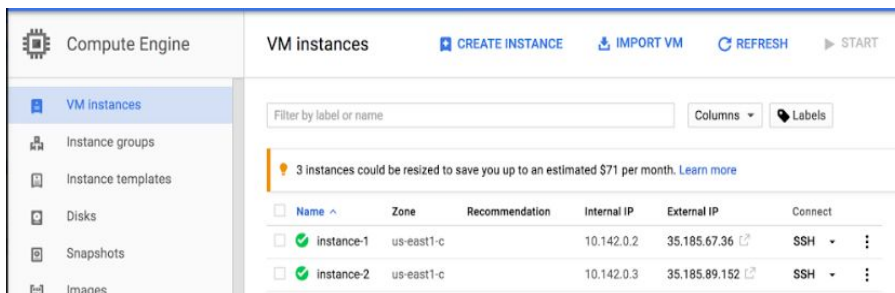 Compute Engine
VM instances CREATE INSTANCE IMPORT VM REFRESH START
VM instances
Instance groups
Instance templates
Disks
Snapshots
Images
Filter by label or name Columns Labels
3 instances could be resized to save you up to an estimated $71 per month. Learn more
Name Zone Recommendation Internal IP External IP Connect
instance-1 us-east1-c 10.142.0.2 35.185.67.36 SSH
instance-2 us-east1-c 10.142.0.3 35.185.89.152 SSH